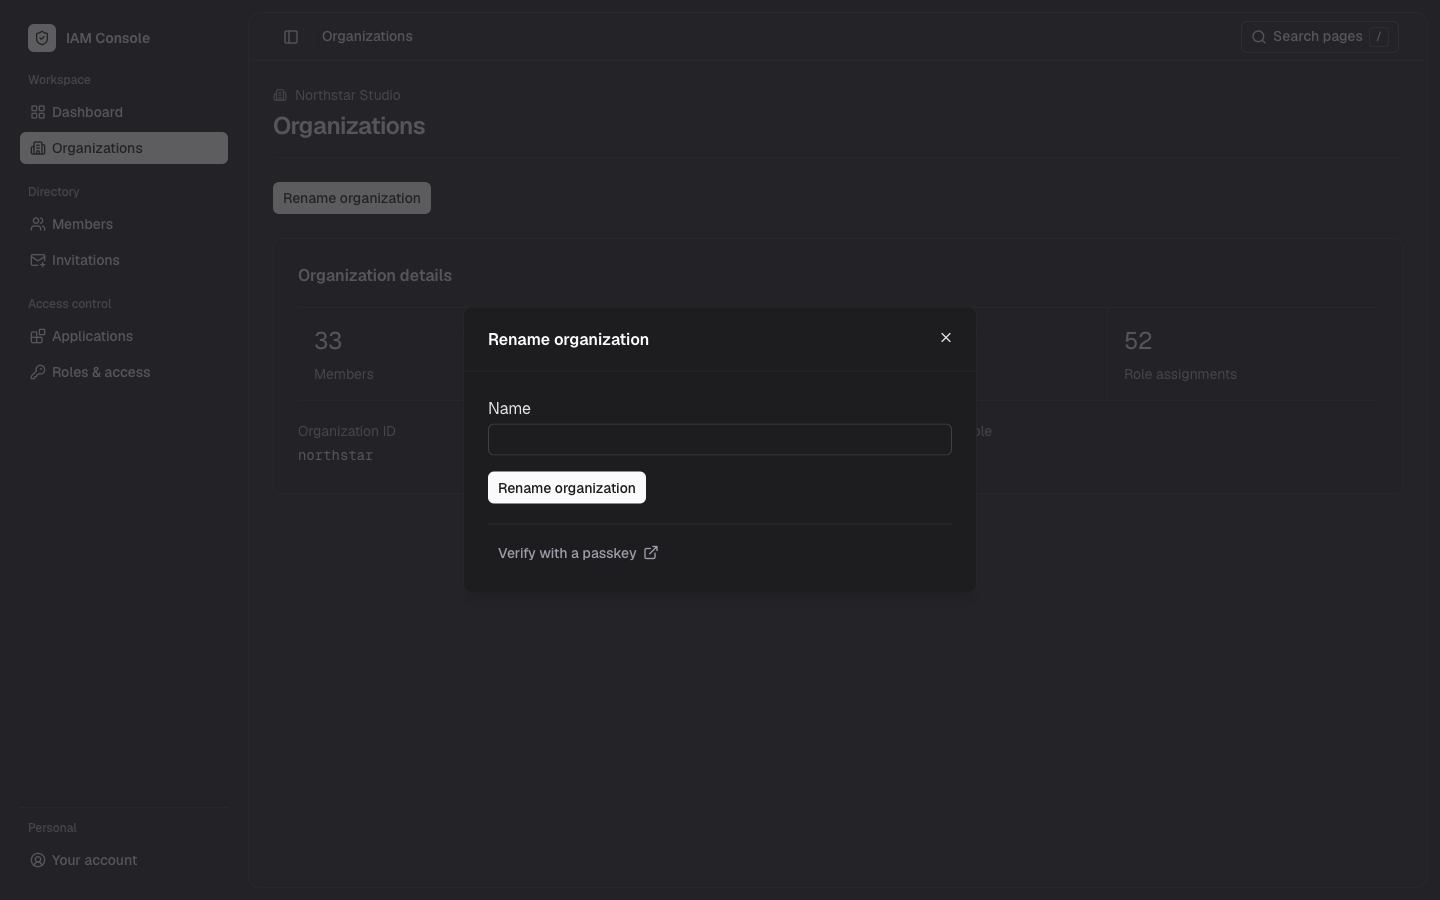 IAM Console
Workspace
Dashboard
Organizations
Directory
Members
Invitations
Access control
Applications
Roles & access
Personal
Your account
Organizations
Search pages /
Northstar Studio
Organizations
Rename organization
Organization details
33
Members
52
Role assignments
Organization ID
northstar
Rename organization
Name
Rename organization
Verify with a passkey